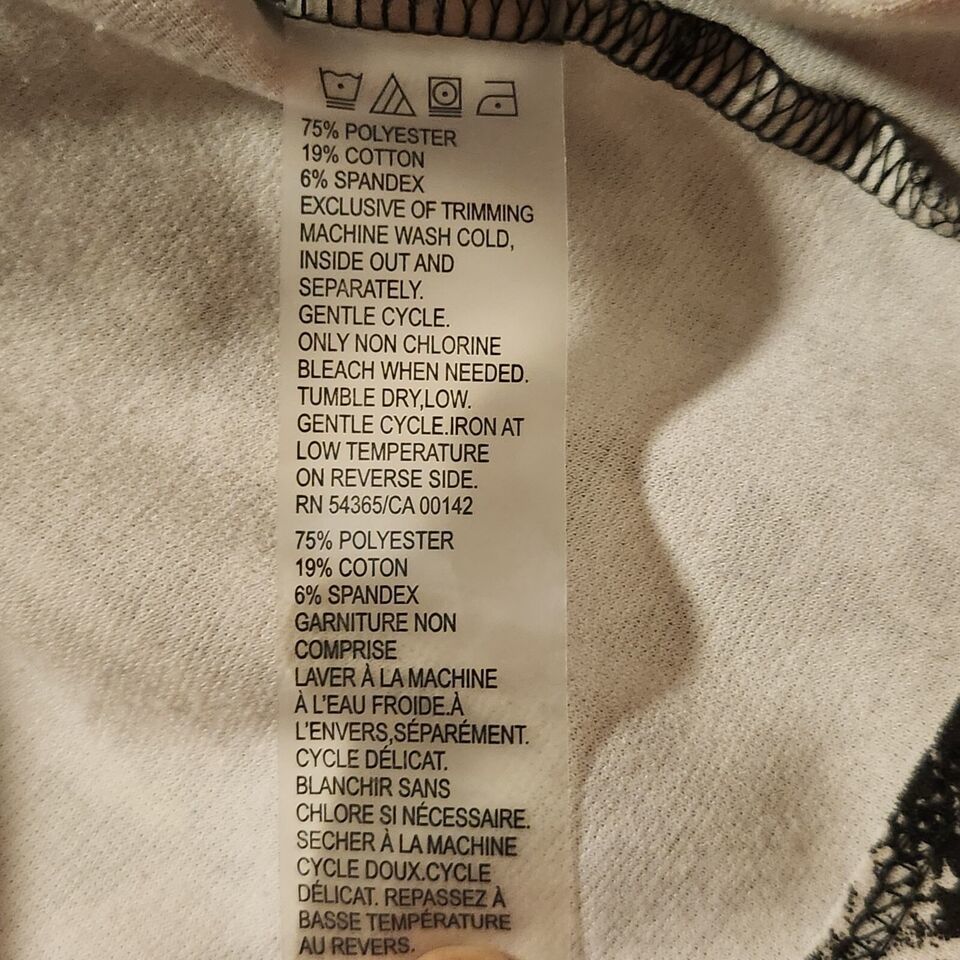 75% POLYESTER
19% COTTON
6% SPANDEX
EXCLUSIVE OF TRIMMING
MACHINE WASH COLD,
INSIDE OUT AND
SEPARATELY.
GENTLE CYCLE.
ONLY NON CHLORINE
BLEACH WHEN NEEDED.
TUMBLE DRY,LOW.
GENTLE CYCLE.IRON AT
LOW TEMPERATURE
ON REVERSE SIDE.
RN 54365/CA 00142
75% POLYESTER
19% COTON
6% SPANDEX
GARNITURE NON
COMPRISE
LAVER À LA MACHINE
À L'EAU FROIDE.À
L'ENVERS,SÉPARÉMENT.
CYCLE DÉLICAT.
BLANCHIR SANS
CHLORE SI NÉCESSAIRE.
SECHER À LA MACHINE
CYCLE DOUX.CYCLE
DÉLICAT. REPASSEZ À
BASSE TEMPÉRATURE
AU REVERS.